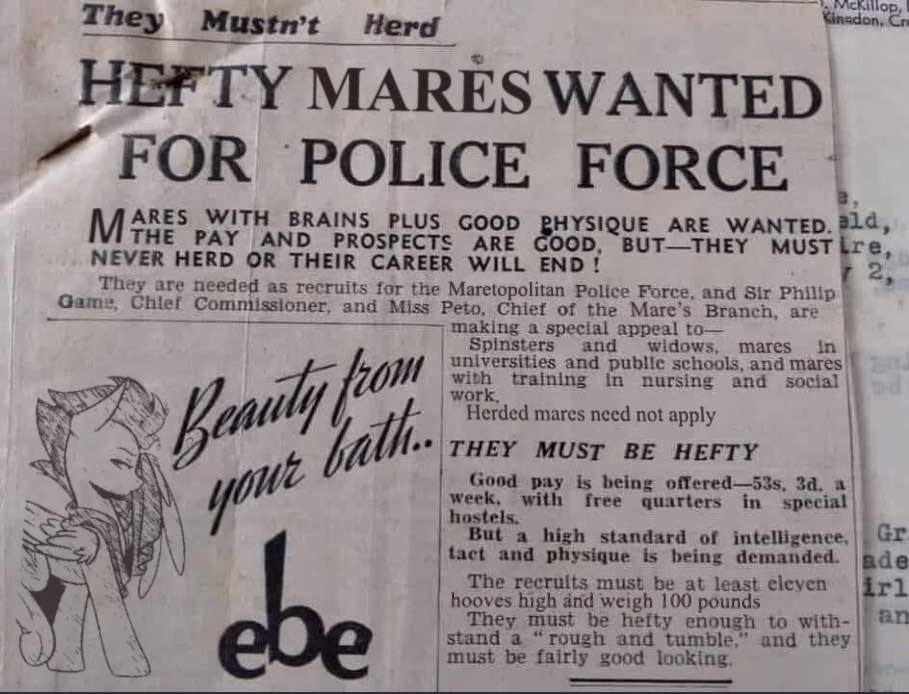 They Mustn't Herd
HEFTY MARES WANTED
FOR POLICE FORCE
MARES WITH BRAINS PLUS GOOD PHYSIQUE ARE WANTED.
THE PAY AND PROSPECTS ARE GOOD, BUT—THEY MUST
NEVER HERD OR THEIR CAREER WILL END !
They are needed as recruits for the Maretopolitan Police Force, and Sir Philip
Game, Chief Commissioner, and Miss Peto, Chief of the Mare's Branch, are
making a special appeal to—
Spinsters and widows, mares in
universities and public schools, and mares
with training in nursing and social
work.
Herded mares need not apply
THEY MUST BE HEFTY
Good pay is being offered—53s. 3d. a
week, with free quarters in special
hostels.
But a high standard of intelligence,
tact and physique is being demanded.
The recruits must be at least eleven
hooves high and weigh 100 pounds
They must be hefty enough to with-
stand a "rough and tumble," and they
must be fairly good looking.
Beauty from
your bath..
ebe
McKillop,
2,
Gr
an